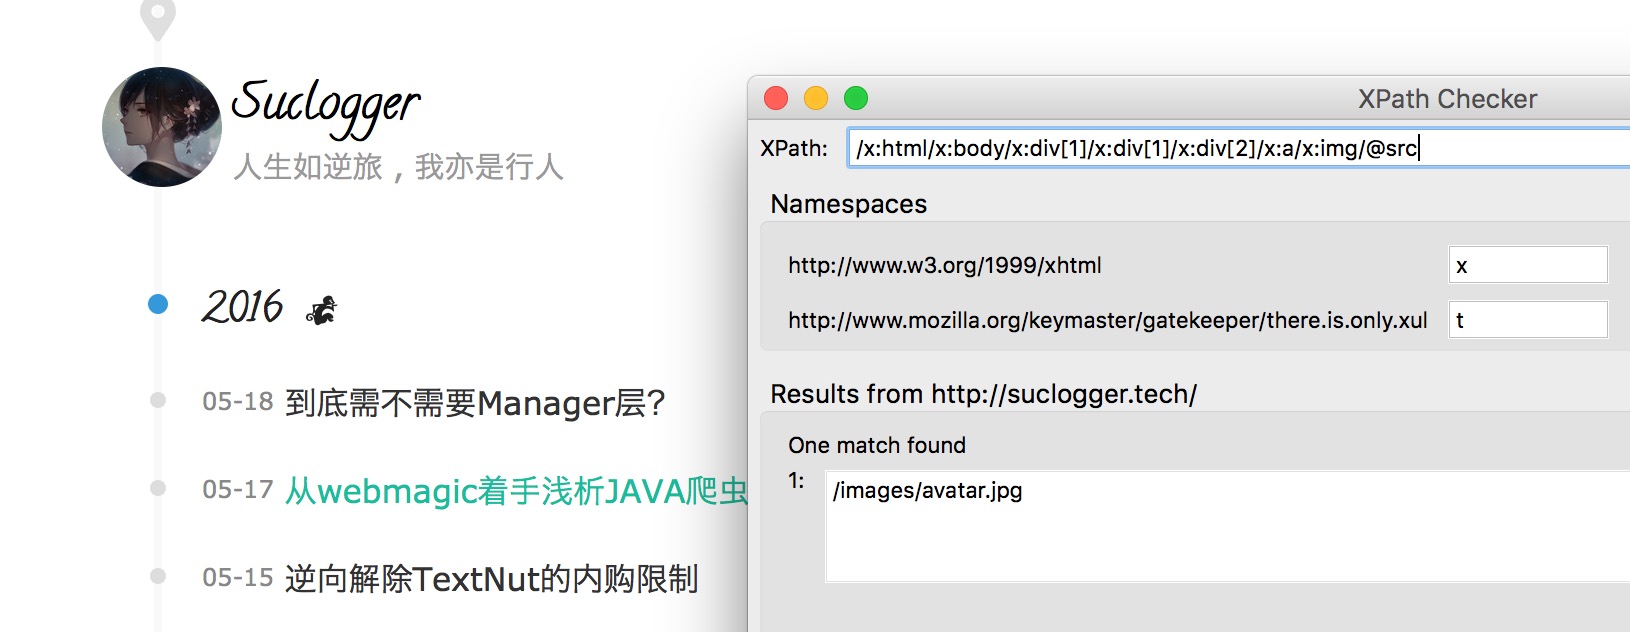 Suclogger
人生如逆旅，我亦是行人
2016
05-18 到底需不需要Manager层？
05-17 从webmagic着手浅析JAVA爬虫
05-15 逆向解除TextNut的内购限制
XPath Checker
XPath: /x:html/x:body/x:div[1]/x:div[1]/x:div[2]/x:a/x:img/@src
Namespaces
http://www.w3.org/1999/xhtml x
http://www.mozilla.org/keymaster/gatekeeper/there.is.only.xul t
Results from http://suclogger.tech/
One match found
1: /images/avatar.jpg